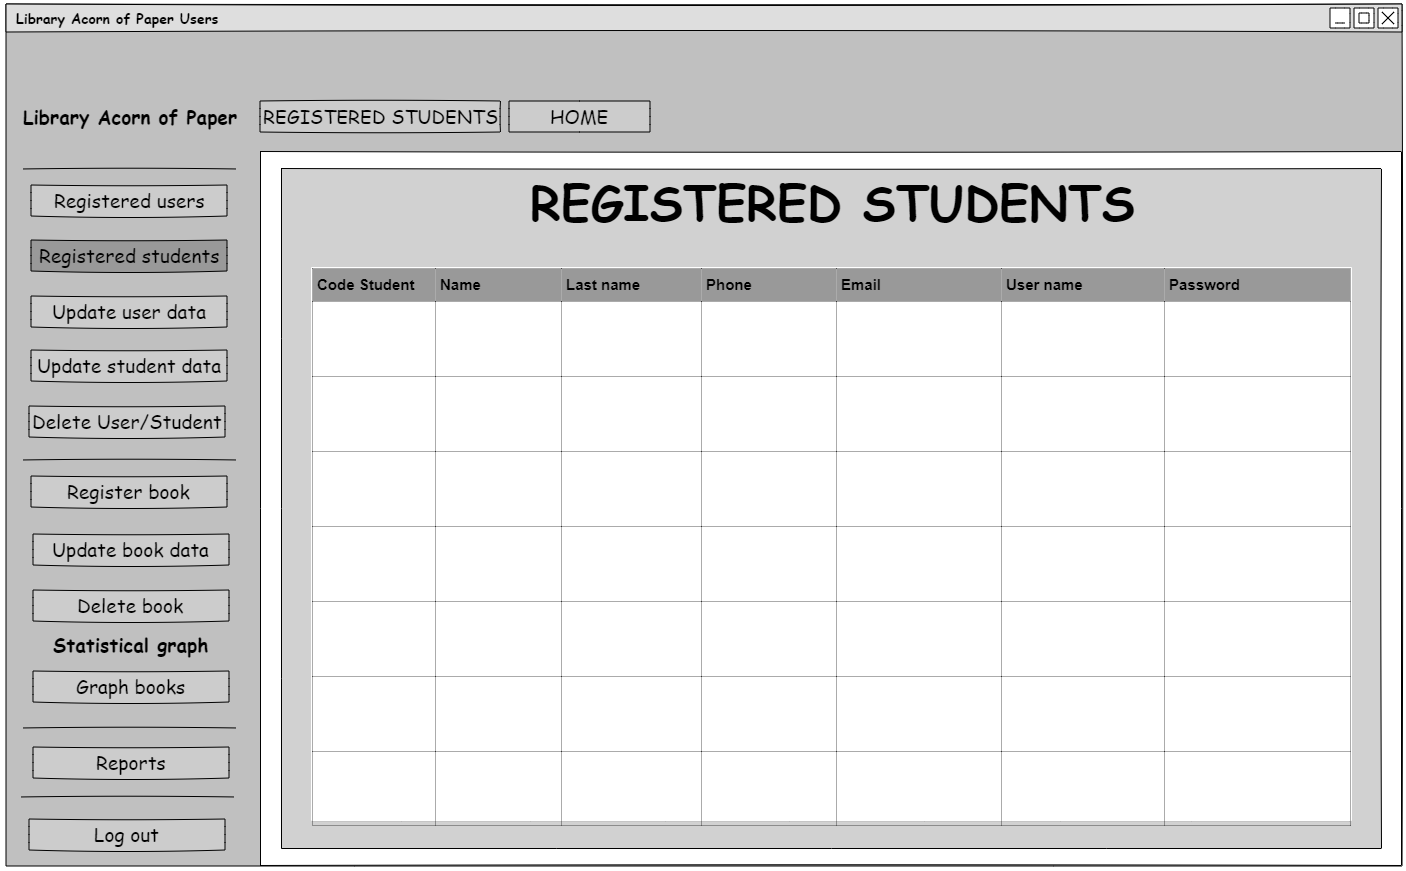 Library Acorn of Paper Users
Library Acorn of Paper
REGISTERED STUDENTS
HOME
Registered users
Registered students
Update user data
Update student data
Delete User/Student
Register book
Update book data
Delete book
Statistical graph
Graph books
Reports
Log out
REGISTERED STUDENTS
Code Student Name Last name Phone Email User name Password